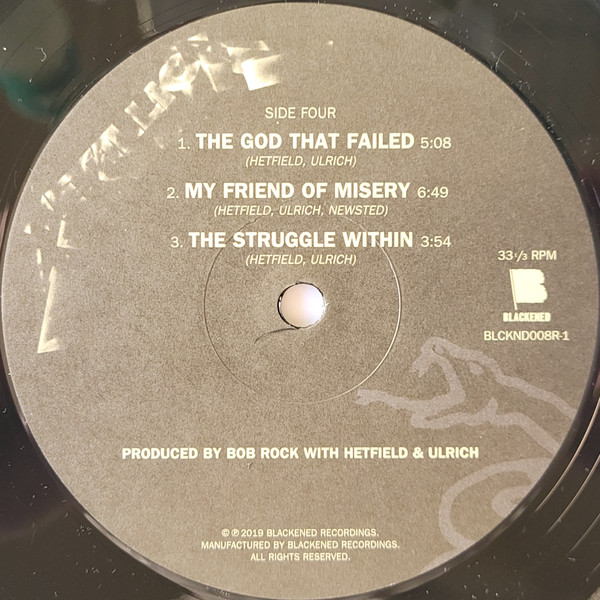 METALLICA
SIDE FOUR
1. THE GOD THAT FAILED 5:08
(HETFIELD, ULRICH)
2. MY FRIEND OF MISERY 6:49
(HETFIELD, ULRICH, NEWSTED)
3. THE STRUGGLE WITHIN 3:54
(HETFIELD, ULRICH)
33⅓ RPM
B
BLACKENED
BLCKND008R-1
PRODUCED BY BOB ROCK WITH HETFIELD & ULRICH
© ℗ 2019 BLACKENED RECORDINGS.
MANUFACTURED BY BLACKENED RECORDINGS.
ALL RIGHTS RESERVED.